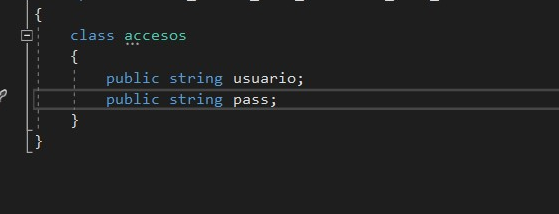 {
class accesos
{
public string usuario;
public string pass;
}
}